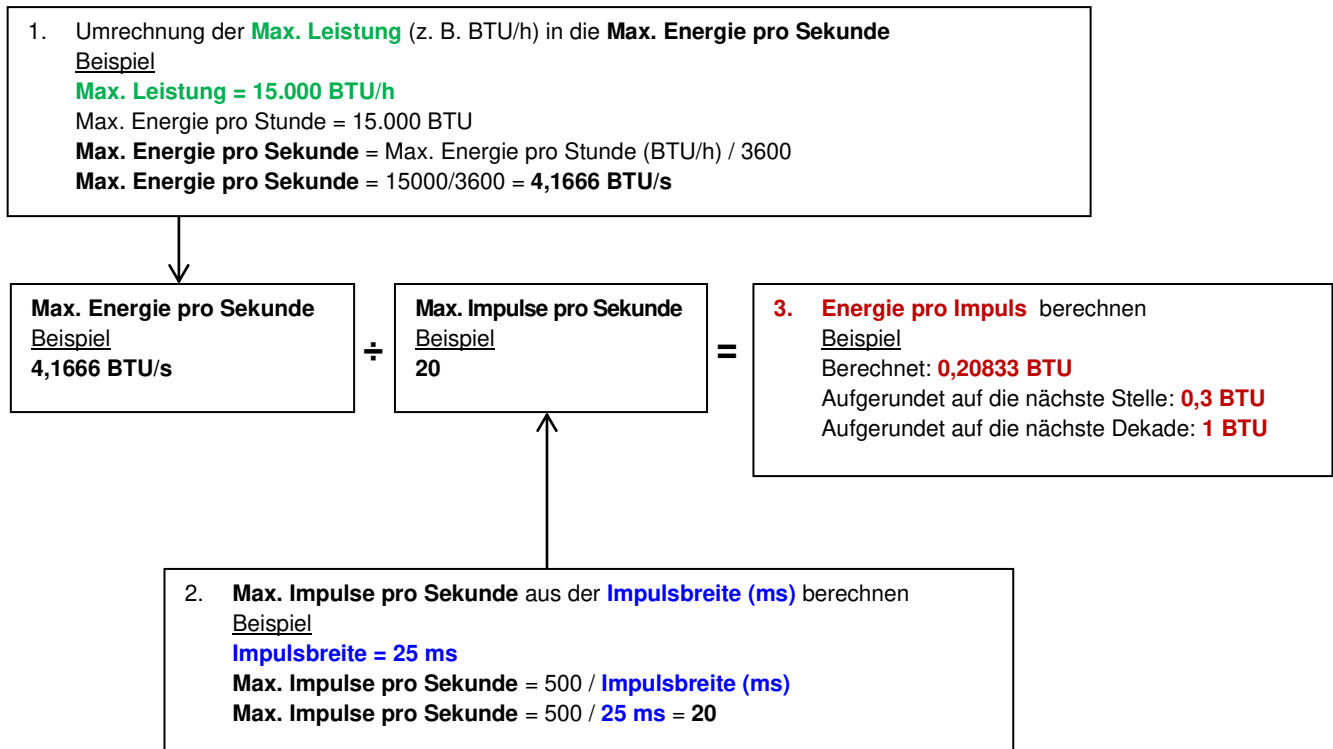 1. Umrechnung der Max. Leistung (z. B. BTU/h) in die Max. Energie pro Sekunde
Beispiel
Max. Leistung = 15.000 BTU/h
Max. Energie pro Stunde = 15.000 BTU
Max. Energie pro Sekunde = Max. Energie pro Stunde (BTU/h) / 3600
Max. Energie pro Sekunde = 15000/3600 = 4,1666 BTU/s
Max. Energie pro Sekunde
Beispiel
4,1666 BTU/s
÷
Max. Impulse pro Sekunde
Beispiel
20
=
3. Energie pro Impuls berechnen
Beispiel
Berechnet: 0,20833 BTU
Aufgerundet auf die nächste Stelle: 0,3 BTU
Aufgerundet auf die nächste Dekade: 1 BTU
2. Max. Impulse pro Sekunde aus der Impulsbreite (ms) berechnen
Beispiel
Impulsbreite = 25 ms
Max. Impulse pro Sekunde = 500 / Impulsbreite (ms)
Max. Impulse pro Sekunde = 500 / 25 ms = 20